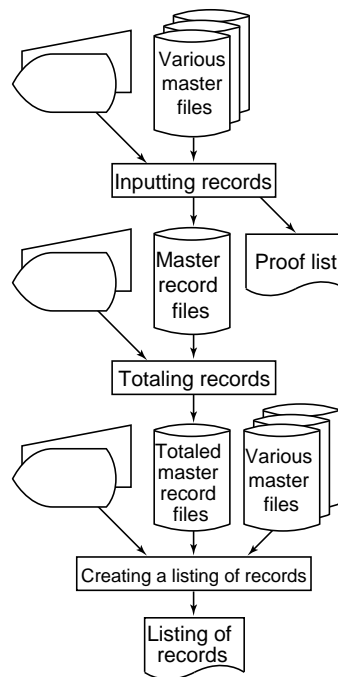 Various
master
files
Inputting records
Proof list
Master
record
files
Totaling records
Totaled
master
record
files
Various
master
files
Creating a listing of records
Listing of
records